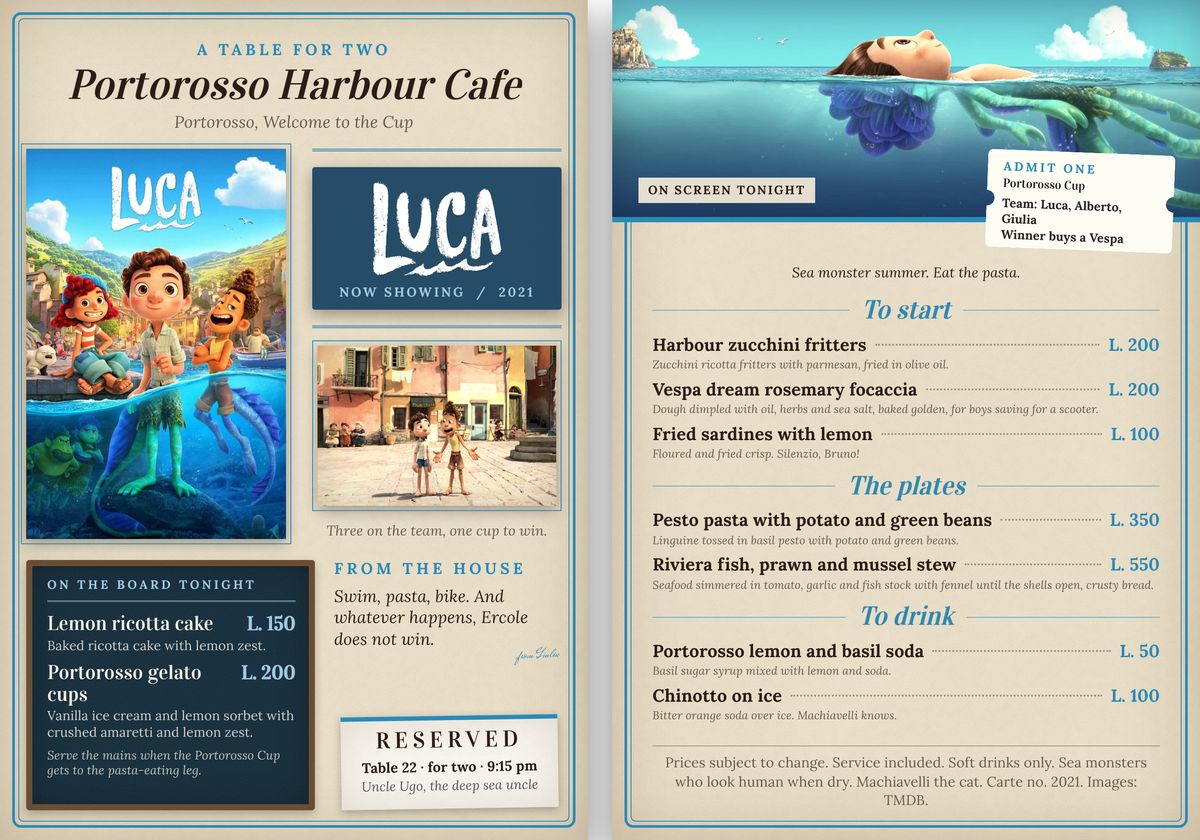 A TABLE FOR TWO
Portorosso Harbour Cafe
Portorosso, Welcome to the Cup
LUCA
LUCA
NOW SHOWING / 2021
Three on the team, one cup to win.
ON THE BOARD TONIGHT
Lemon ricotta cake L. 150
Baked ricotta cake with lemon zest.
Portorosso gelato L. 200
cups
Vanilla ice cream and lemon sorbet with
crushed amaretti and lemon zest.
Serve the mains when the Portorosso Cup
gets to the pasta-eating leg.
FROM THE HOUSE
Swim, pasta, bike. And
whatever happens, Ercole
does not win.
from Giulia
RESERVED
Table 22 · for two · 9:15 pm
Uncle Ugo, the deep sea uncle
ON SCREEN TONIGHT
ADMIT ONE
Portorosso Cup
Team: Luca, Alberto,
Giulia
Winner buys a Vespa
Sea monster summer. Eat the pasta.
To start
Harbour zucchini fritters L. 200
Zucchini ricotta fritters with parmesan, fried in olive oil.
Vespa dream rosemary focaccia L. 200
Dough dimpled with oil, herbs and sea salt, baked golden, for boys saving for a scooter.
Fried sardines with lemon L. 100
Floured and fried crisp. Silenzio, Bruno!
The plates
Pesto pasta with potato and green beans L. 350
Linguine tossed in basil pesto with potato and green beans.
Riviera fish, prawn and mussel stew L. 550
Seafood simmered in tomato, garlic and fish stock with fennel until the shells open, crusty bread.
To drink
Portorosso lemon and basil soda L. 50
Basil sugar syrup mixed with lemon and soda.
Chinotto on ice L. 100
Bitter orange soda over ice. Machiavelli knows.
Prices subject to change. Service included. Soft drinks only. Sea monsters
who look human when dry. Machiavelli the cat. Carte no. 2021. Images:
TMDB.